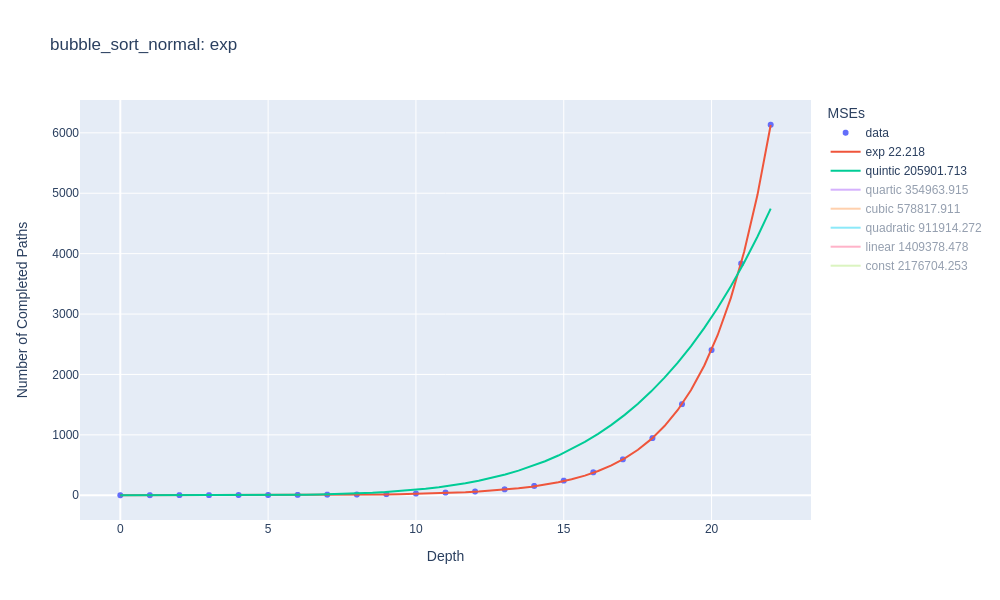 bubble_sort_normal: exp
MSEs
data
exp 22.218
quintic 205901.713
quartic 354963.915
cubic 578817.911
quadratic 911914.272
linear 1409378.478
const 2176704.253
Number of Completed Paths
6000
5000
4000
3000
2000
1000
0
0
5
10
15
20
Depth